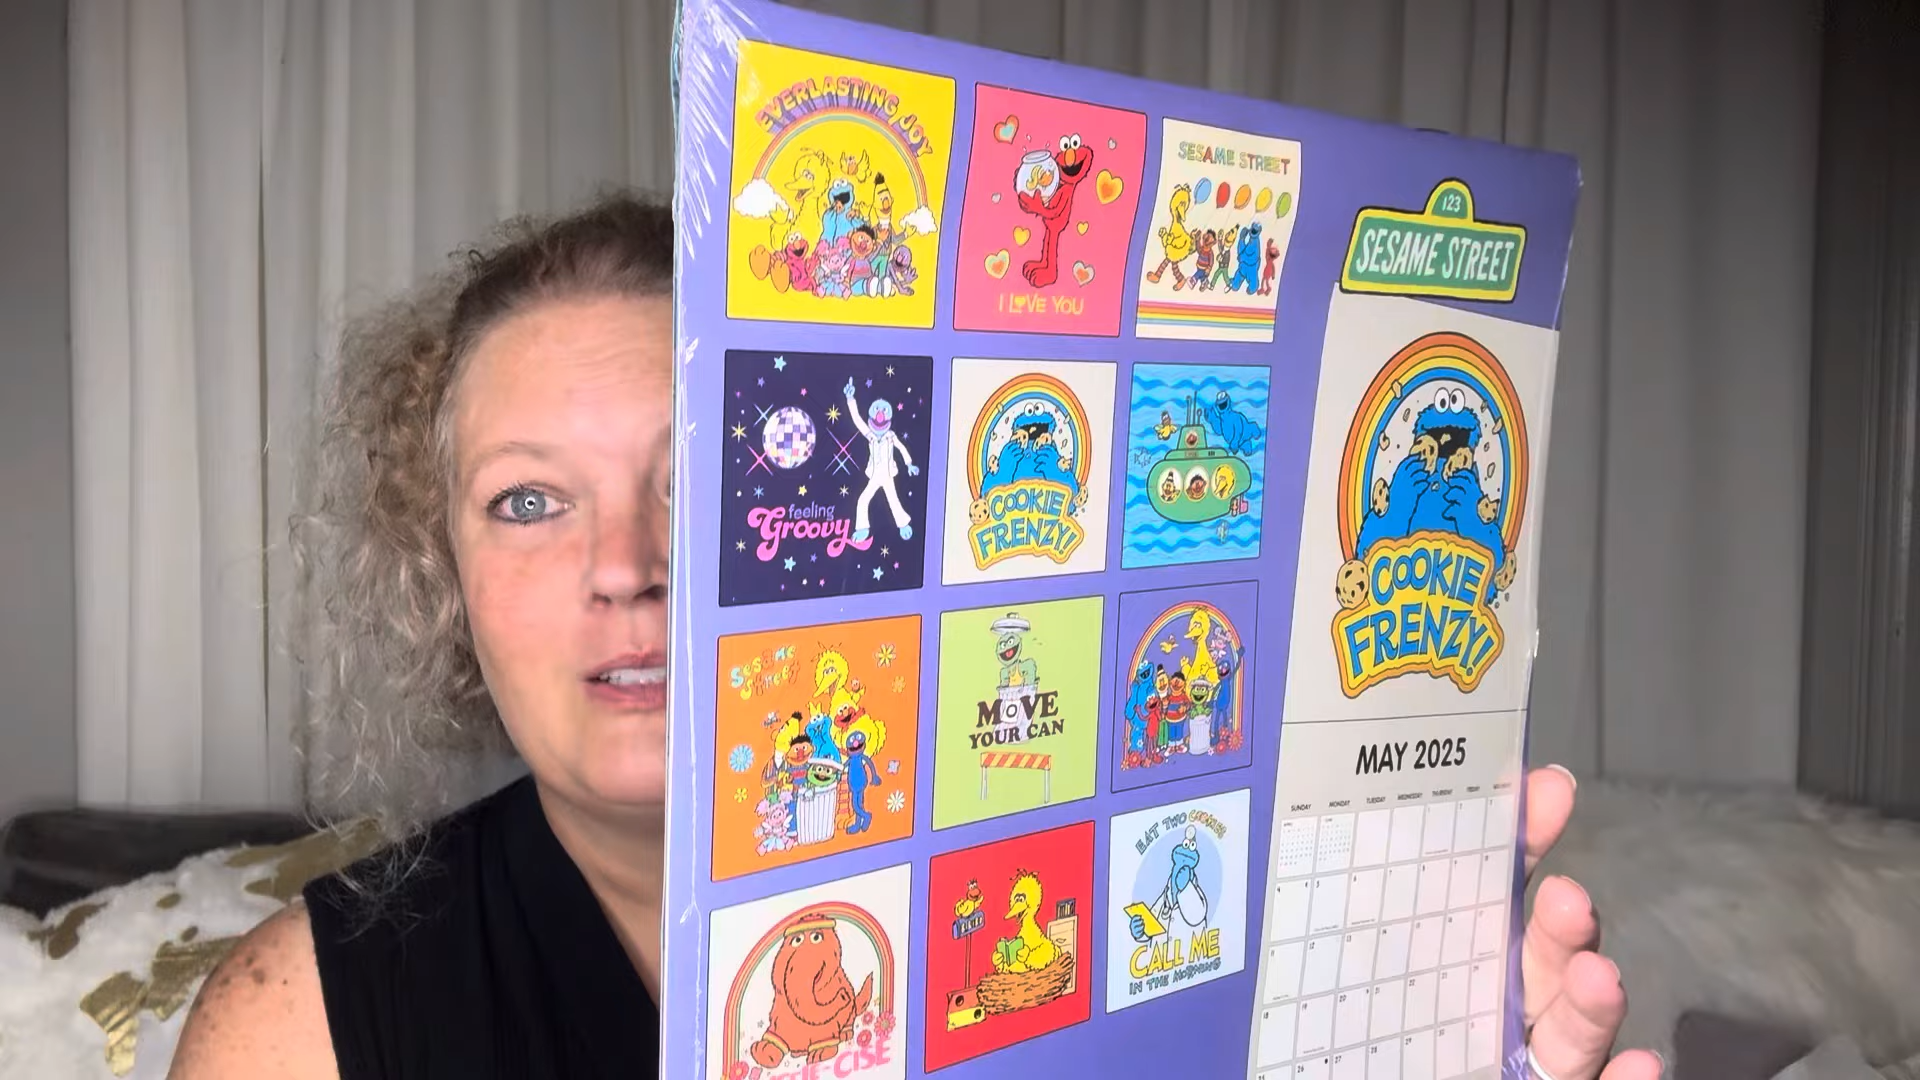 EVERLASTING JOY
123
I LOVE YOU
SESAME STREET
feeling
Groovy
COOKIE
FRENZY!
Sesame
Street
MOVE
YOUR CAN
EAT TWO COOKIES
CALL ME
IN THE MORNING
123
SESAME STREET
COOKIE
FRENZY!
MAY 2025
SUNDAY MONDAY TUESDAY WEDNESDAY THURSDAY FRIDAY